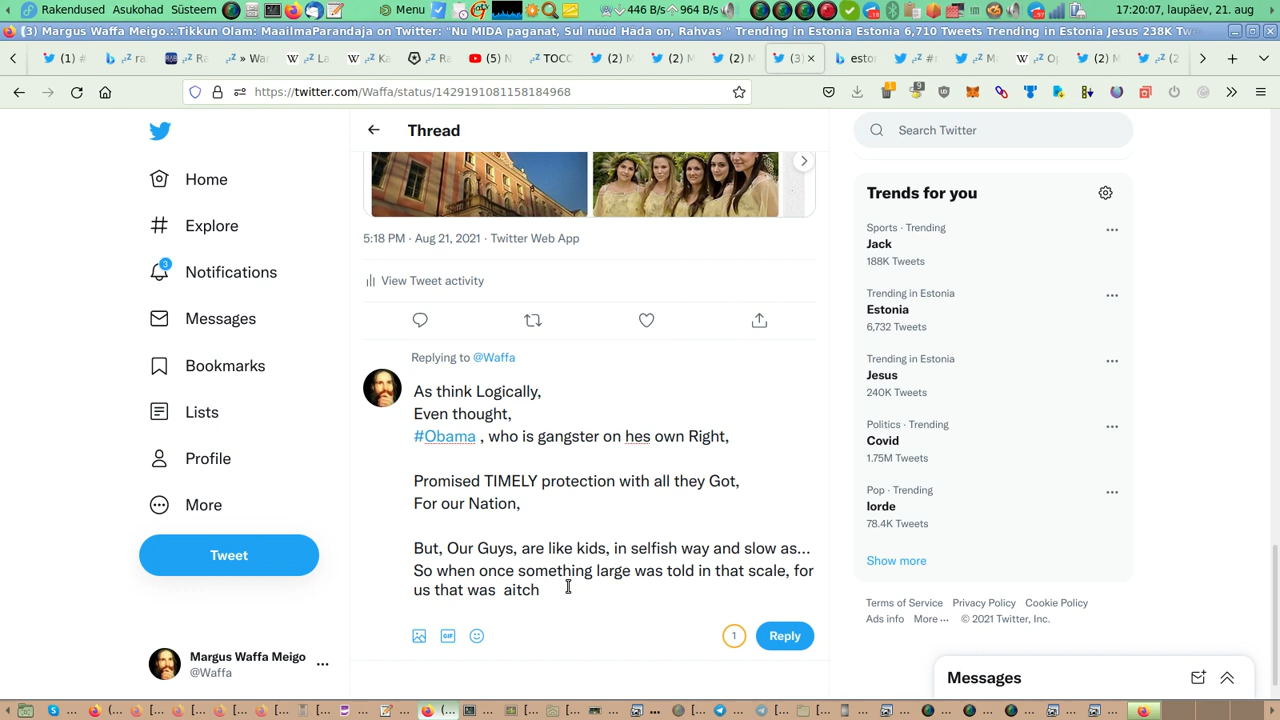 Rakendused Asukohad Süsteem Menu 446 B/s 964 B/s 17:20:07, laupäev, 21. aug
(3) Margus Waffa Meigo.:.Tikkun Olam: MaailmaParandaja on Twitter: "Nu MIDA paganat, Sul nüüd Häda on, Rahvas " Trending in Estonia Estonia 6,710 Tweets Trending in Estonia Jesus 238K Tw
https://twitter.com/Waffa/status/1429191081158184968
Thread
Search Twitter
Home
Explore
3
Notifications
Messages
Bookmarks
Lists
Profile
More
Tweet
Margus Waffa Meigo
@Waffa
5:18 PM · Aug 21, 2021 · Twitter Web App
View Tweet activity
Replying to @Waffa
As think Logically,
Even thought,
#Obama , who is gangster on hes own Right,
Promised TIMELY protection with all they Got,
For our Nation,
But, Our Guys, are like kids, in selfish way and slow as...
So when once something large was told in that scale, for
us that was  aitch
GIF
1
Reply
Trends for you
Sports · Trending
Jack
188K Tweets
Trending in Estonia
Estonia
6,732 Tweets
Trending in Estonia
Jesus
240K Tweets
Politics · Trending
Covid
1.75M Tweets
Pop · Trending
lorde
78.4K Tweets
Show more
Terms of Service Privacy Policy Cookie Policy
Ads info More ··· © 2021 Twitter, Inc.
Messages